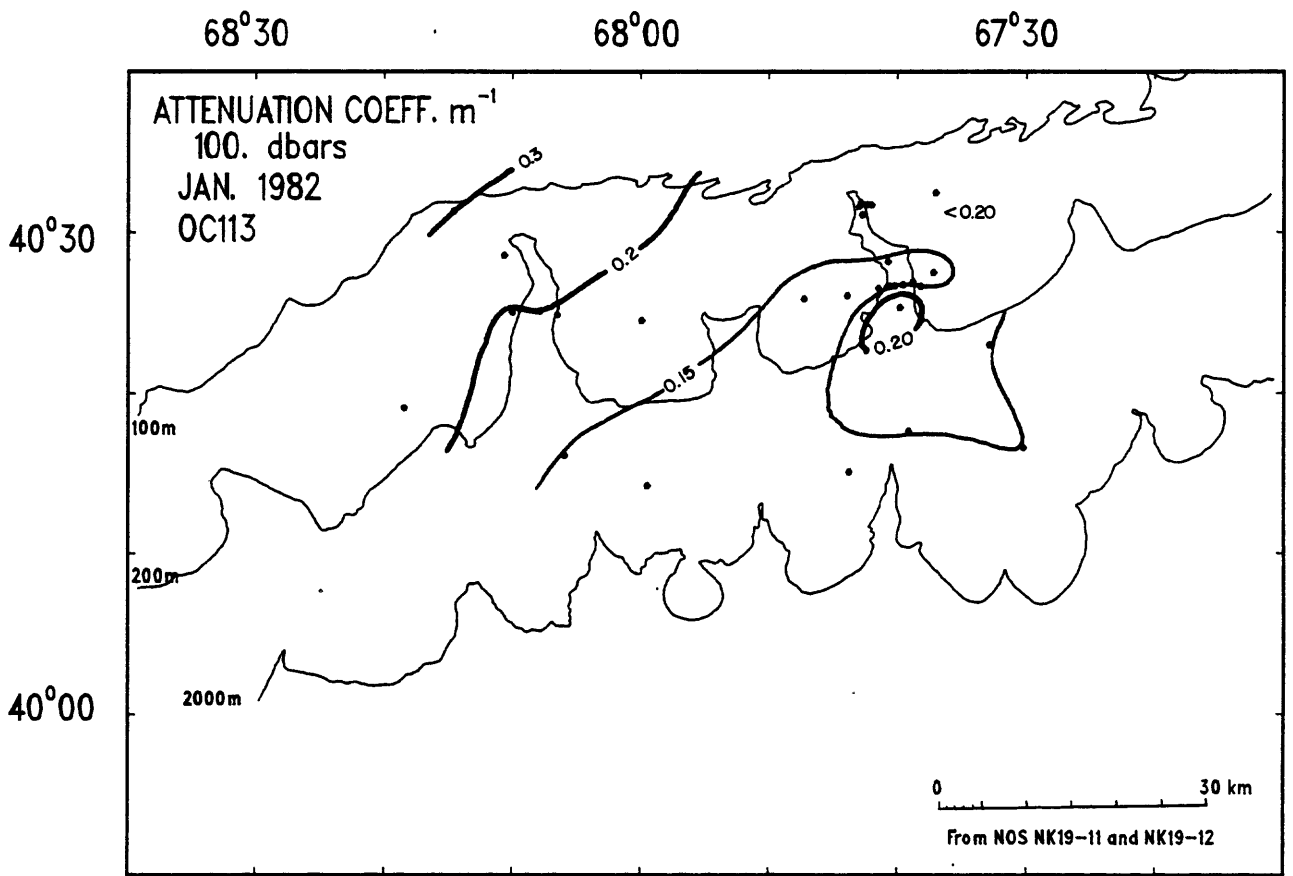 68°30 68°00 67°30
ATTENUATION COEFF. m⁻¹
100. dbars
JAN. 1982
OC113
0.3
<0.20
40°30
0.2
0.20
0.15
100m
200m
2000m
40°00
0 30 km
From NOS NK19-11 and NK19-12